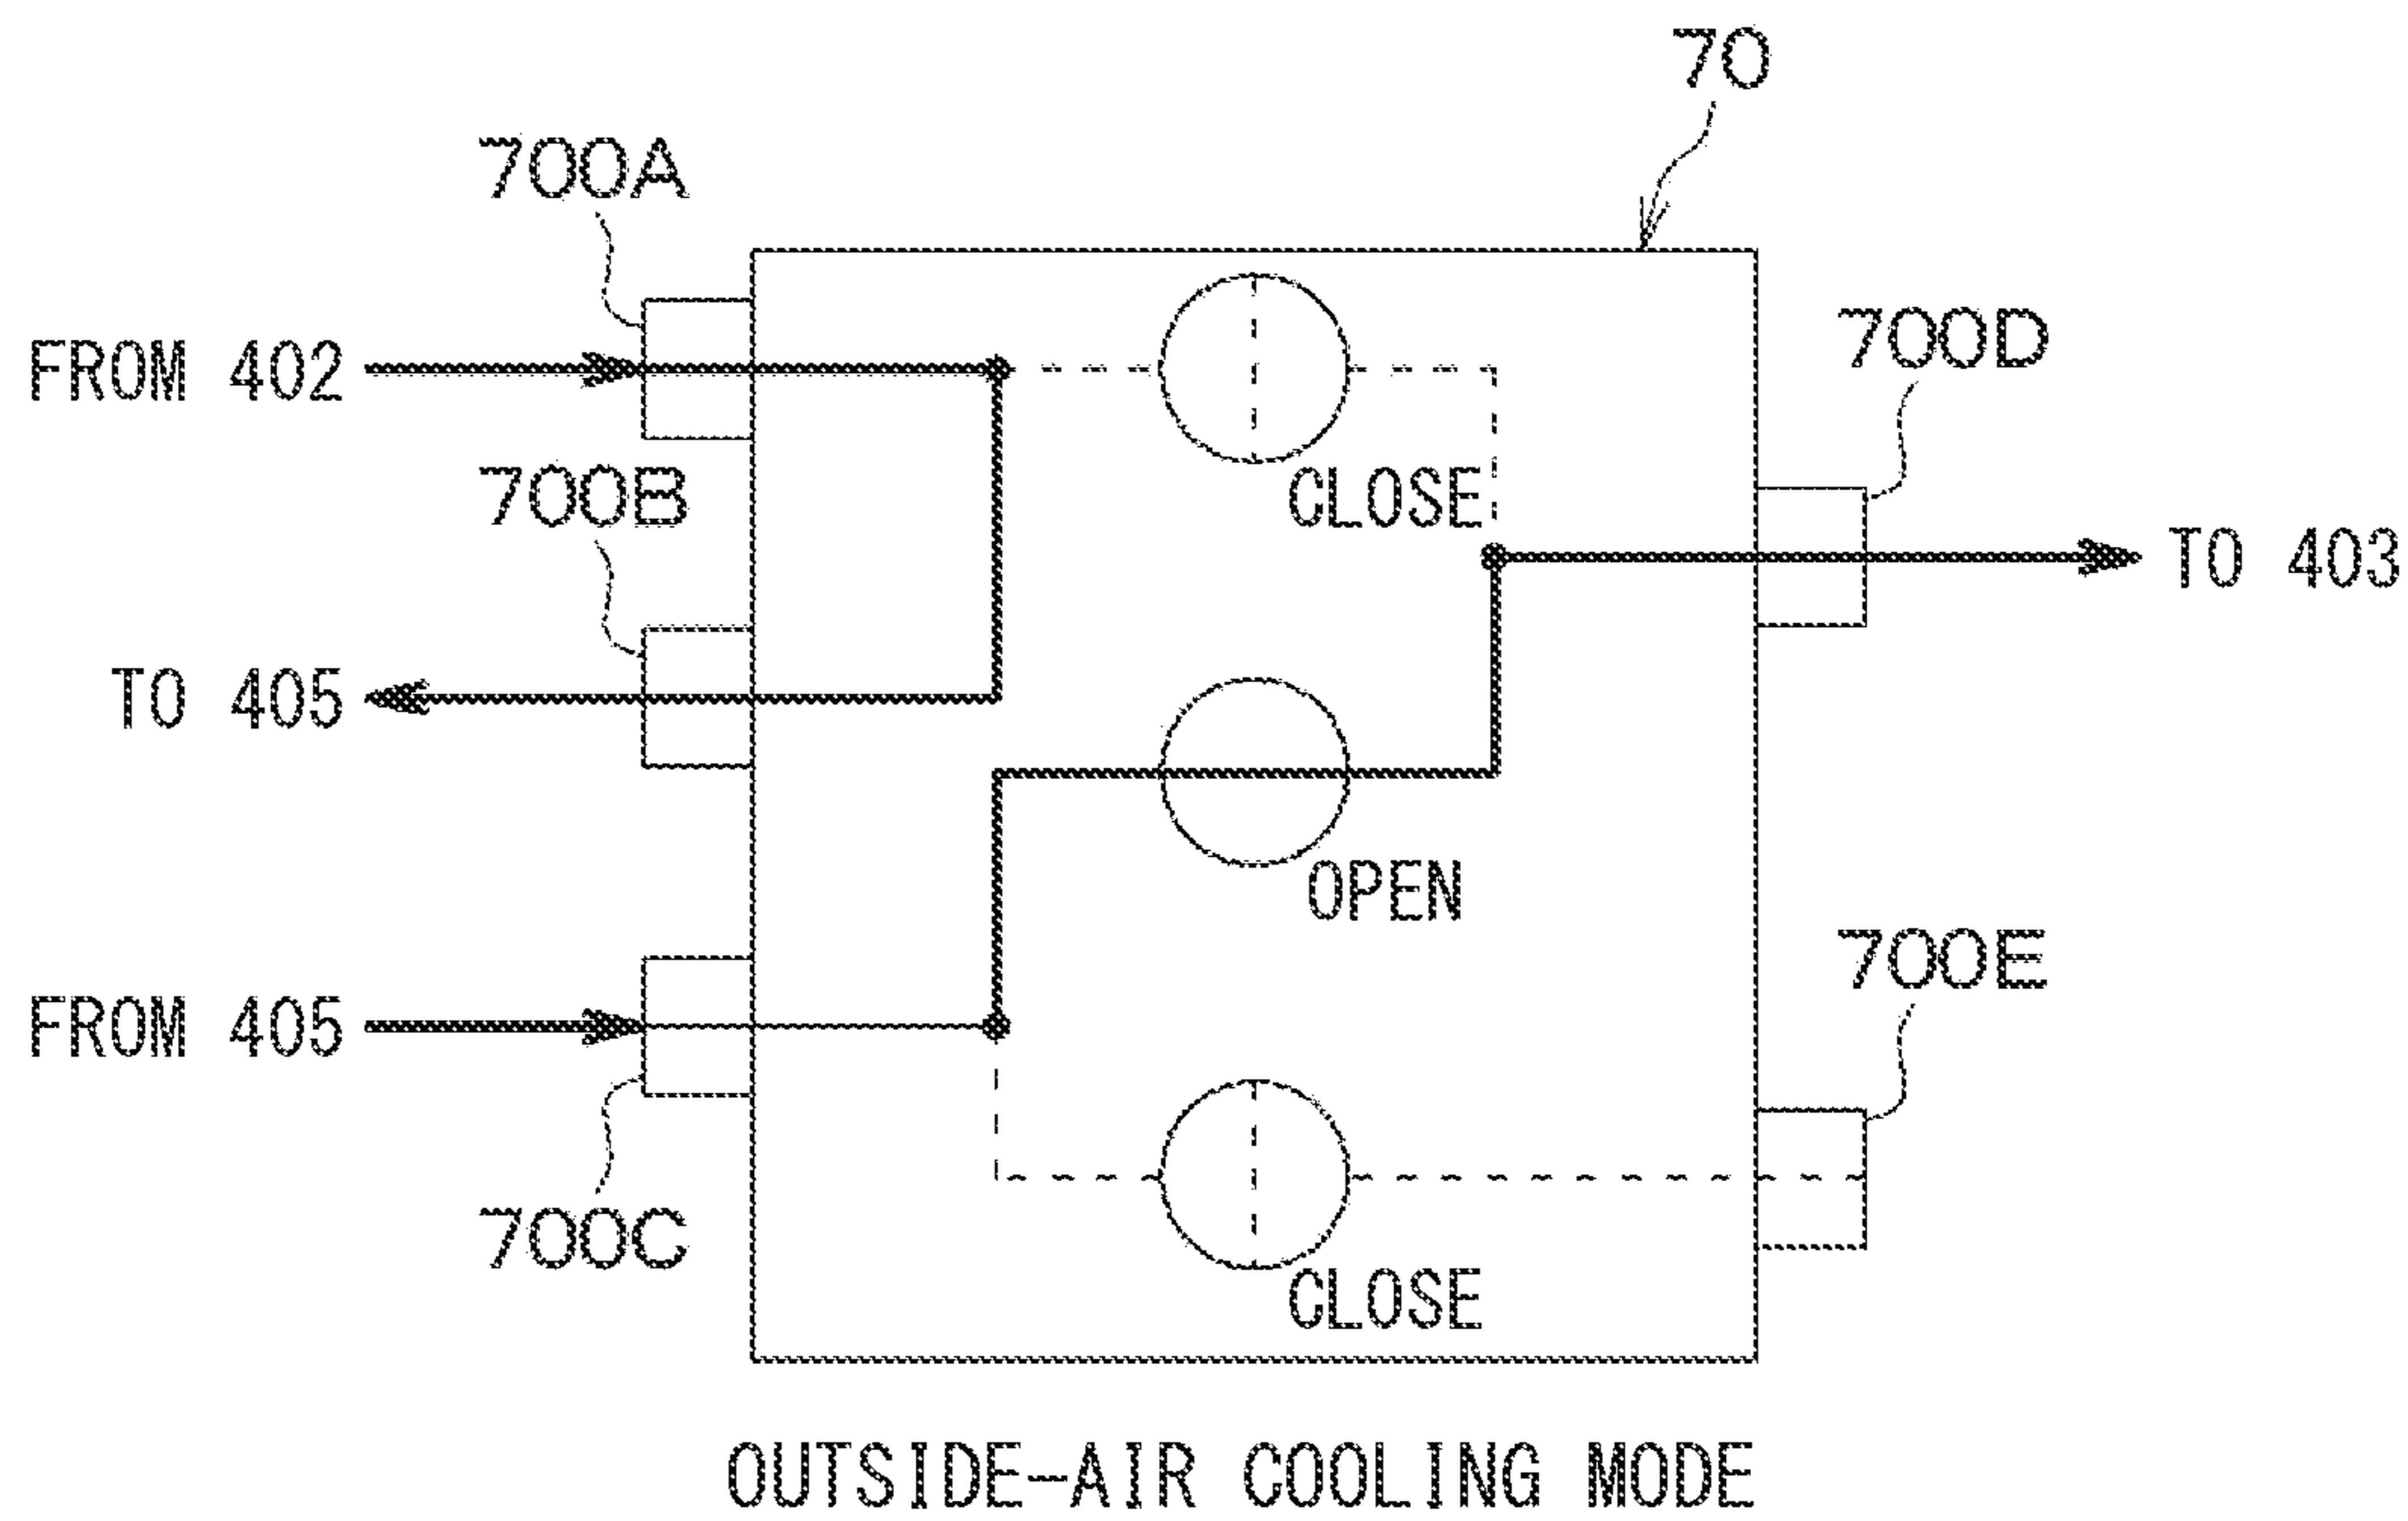 70
700A
700D
FROM 402
CLOSE
700B
TO 403
TO 405
OPEN
700E
FROM 405
700C
CLOSE
OUTSIDE-AIR COOLING MODE